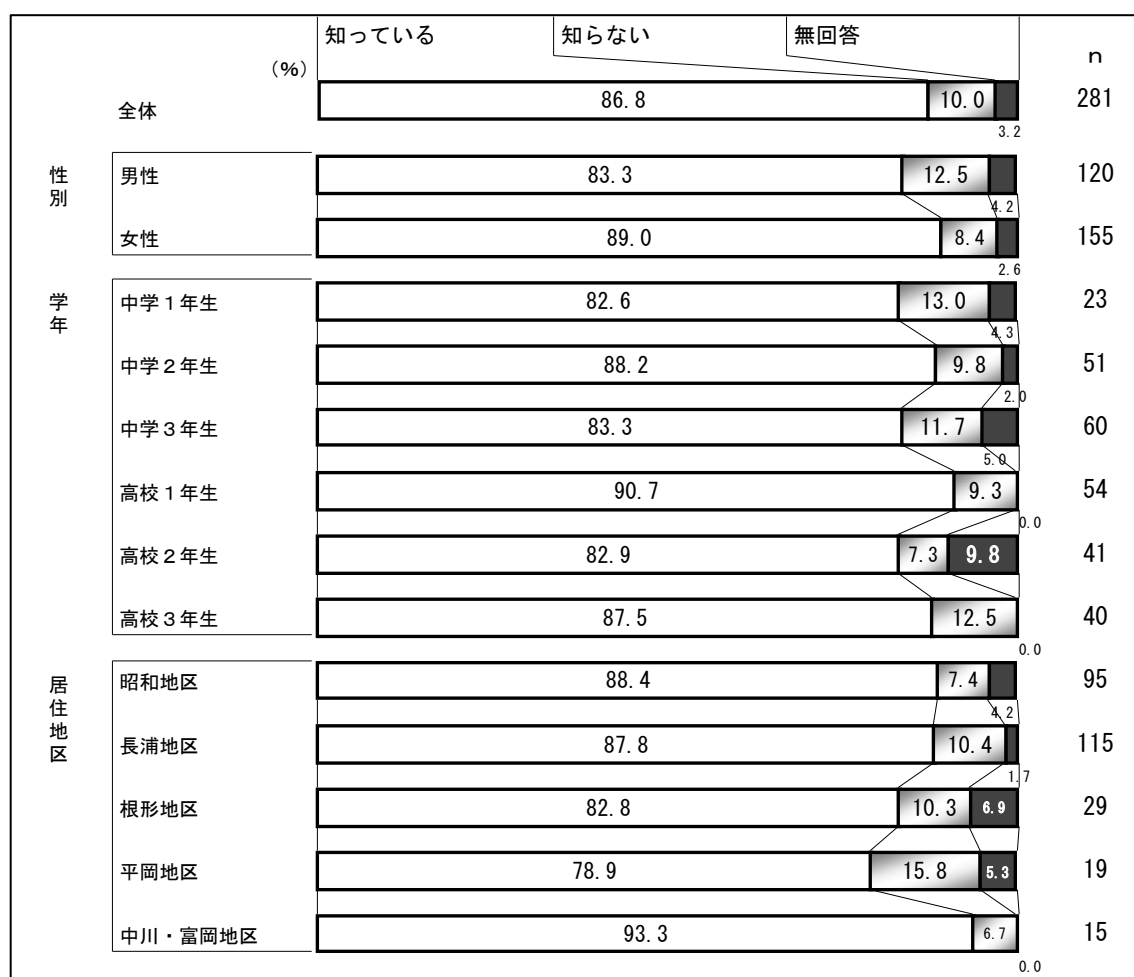 知っている 知らない 無回答
(%) n
全体 86.8 10.0 3.2 281
性別
男性 83.3 12.5 4.2 120
女性 89.0 8.4 2.6 155
学年
中学1年生 82.6 13.0 4.3 23
中学2年生 88.2 9.8 2.0 51
中学3年生 83.3 11.7 5.0 60
高校1年生 90.7 9.3 0.0 54
高校2年生 82.9 7.3 9.8 41
高校3年生 87.5 12.5 0.0 40
居住地区
昭和地区 88.4 7.4 4.2 95
長浦地区 87.8 10.4 1.7 115
根形地区 82.8 10.3 6.9 29
平岡地区 78.9 15.8 5.3 19
中川・富岡地区 93.3 6.7 0.0 15